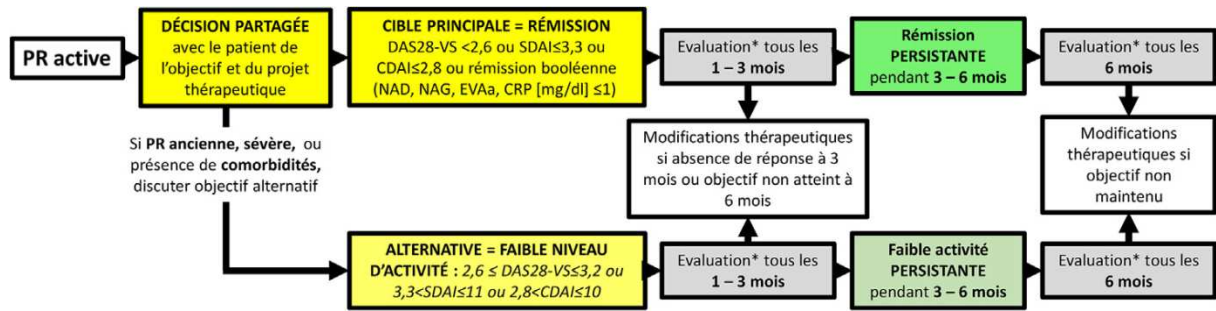 PR active
DÉCISION PARTAGÉE
avec le patient de
l'objectif et du projet
thérapeutique
CIBLE PRINCIPALE = RÉMISSION
DAS28-VS <2,6 ou SDAI≤3,3 ou
CDAI≤2,8 ou rémission booléenne
(NAD, NAG, EVAa, CRP [mg/dl] ≤1)
Evaluation* tous les
1 – 3 mois
Rémission
PERSISTANTE
pendant 3 – 6 mois
Evaluation* tous les
6 mois
Si PR ancienne, sévère, ou
présence de comorbidités,
discuter objectif alternatif
Modifications thérapeutiques
si absence de réponse à 3
mois ou objectif non atteint à
6 mois
Modifications
thérapeutiques si
objectif non
maintenu
ALTERNATIVE = FAIBLE NIVEAU
D'ACTIVITÉ : 2,6 ≤ DAS28-VS≤3,2 ou
3,3<SDAI≤11 ou 2,8<CDAI≤10
Evaluation* tous les
1 – 3 mois
Faible activité
PERSISTANTE
pendant 3 – 6 mois
Evaluation* tous les
6 mois